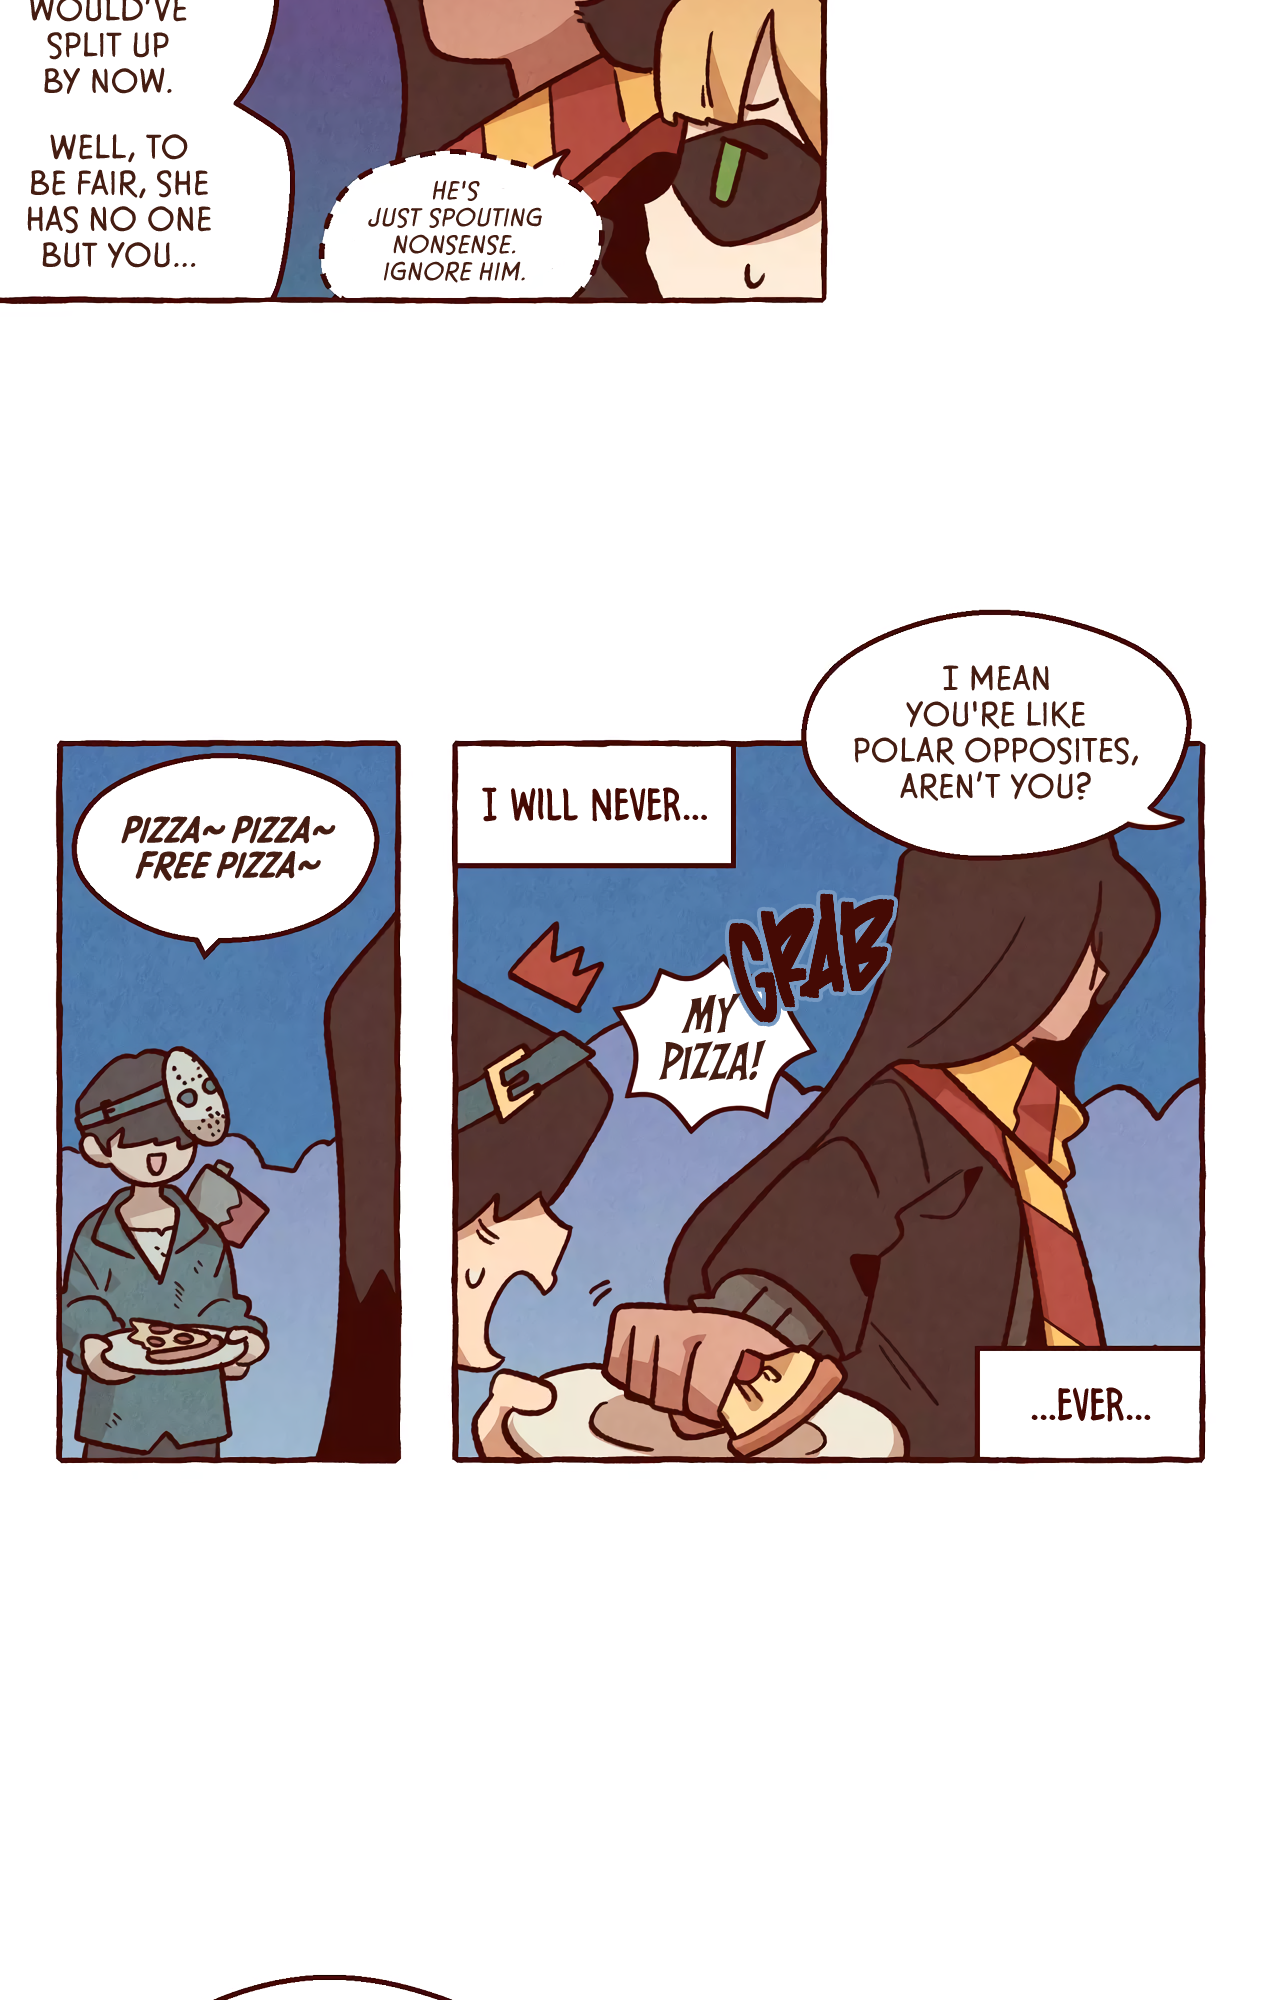 WOULD'VE
SPLIT UP
BY NOW.
WELL, TO
BE FAIR, SHE
HAS NO ONE
BUT YOU...
HE'S
JUST SPOUTING
NONSENSE.
IGNORE HIM.
PIZZA~ PIZZA~
FREE PIZZA~
I MEAN
YOU'RE LIKE
POLAR OPPOSITES,
AREN'T YOU?
I WILL NEVER...
GRAB
MY
PIZZA!
...EVER...